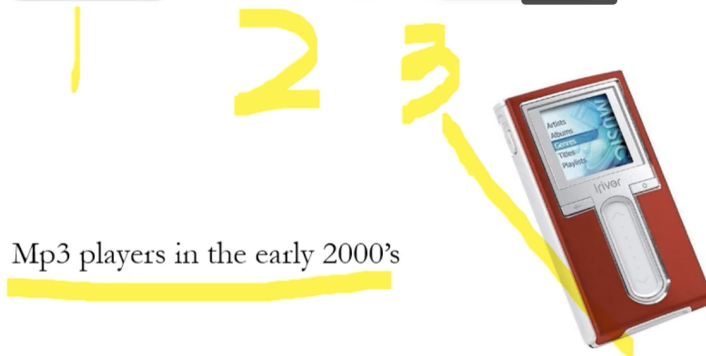 1 2 3
Artists
Albums
Genres
Titles
Playlists
MUSIC
iriver
Mp3 players in the early 2000’s